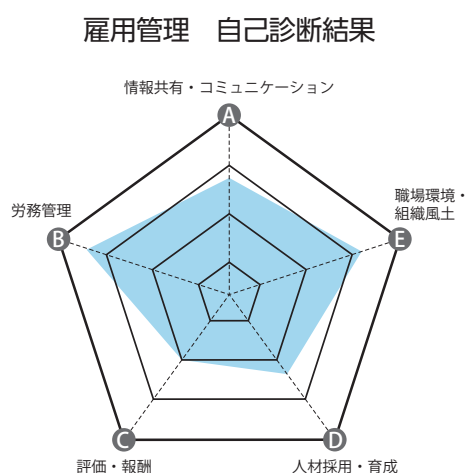 雇用管理　自己診断結果
情報共有・コミュニケーション
A
職場環境・
組織風土
労務管理
B
E
C
D
評価・報酬
人材採用・育成